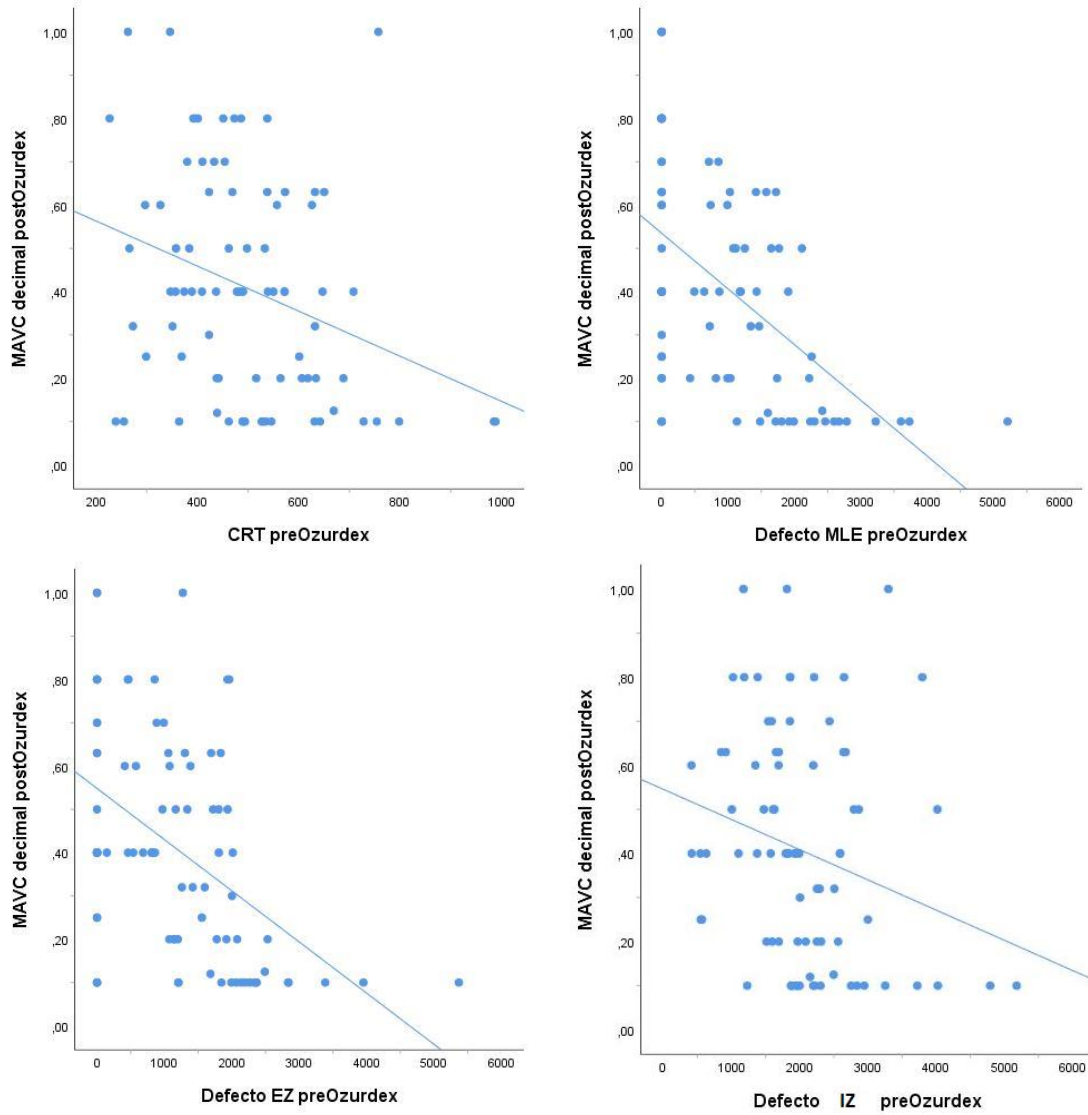 MAVC decimal postOzurdex
1,00
,80
,60
,40
,20
,00
200 400 600 800 1000
CRT preOzurdex
MAVC decimal postOzurdex
1,00
,80
,60
,40
,20
,00
0 1000 2000 3000 4000 5000 6000
Defecto MLE preOzurdex
MAVC decimal postOzurdex
1,00
,80
,60
,40
,20
,00
0 1000 2000 3000 4000 5000 6000
Defecto EZ preOzurdex
MAVC decimal postOzurdex
1,00
,80
,60
,40
,20
,00
0 1000 2000 3000 4000 5000 6000
Defecto IZ preOzurdex